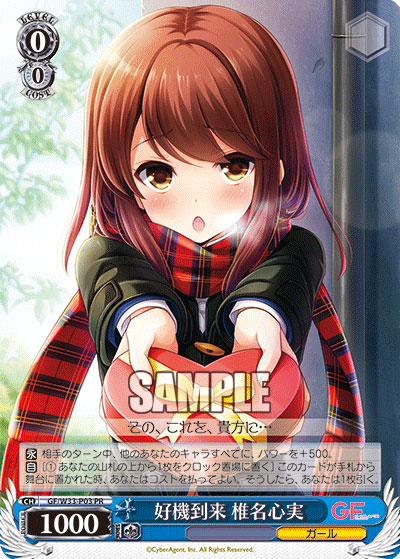 LEVEL
0
0
COST
SAMPLE
その、これを、貴方に…
永 相手のターン中、他のあなたのキャラすべてに、パワーを+500。
自 [①あなたの山札の上から1枚をクロック置場に置く] このカードが手札から
舞台に置かれた時、あなたはコストを払ってよい。そうしたら、あなたは1枚引く。
CH GF/W33-P03 PR
POWER
1000
好機到来 椎名心実
GF
ガール
©CyberAgent, Inc. All Rights Reserved.